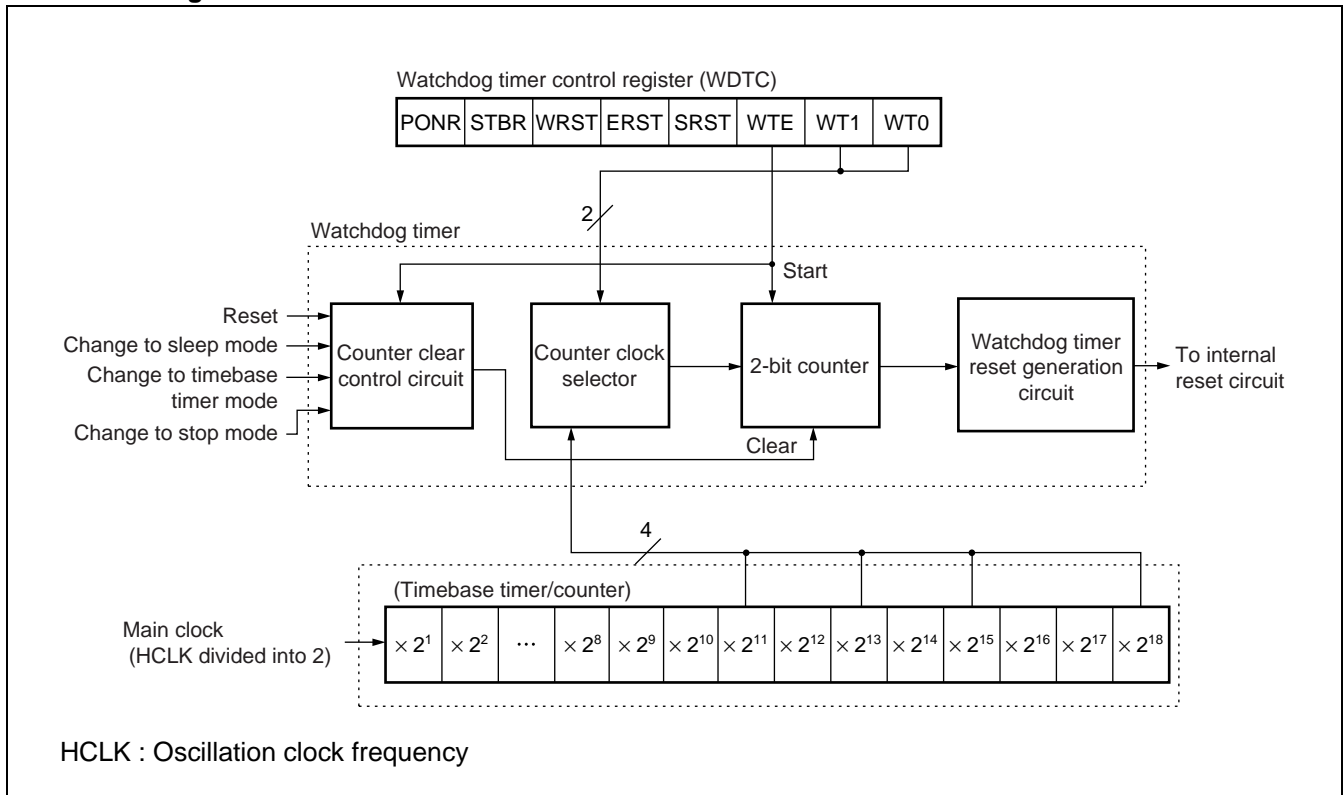 Watchdog timer control register (WDTC)
PONR STBR WRST ERST SRST WTE WT1 WT0
2
Watchdog timer
Start
Reset
Change to sleep mode
Change to timebase
timer mode
Change to stop mode
Counter clear
control circuit
Counter clock
selector
2-bit counter
Watchdog timer
reset generation
circuit
To internal
reset circuit
Clear
4
(Timebase timer/counter)
Main clock
(HCLK divided into 2)
× 2¹ × 2² ··· × 2⁸ × 2⁹ × 2¹⁰ × 2¹¹ × 2¹² × 2¹³ × 2¹⁴ × 2¹⁵ × 2¹⁶ × 2¹⁷ × 2¹⁸
HCLK : Oscillation clock frequency